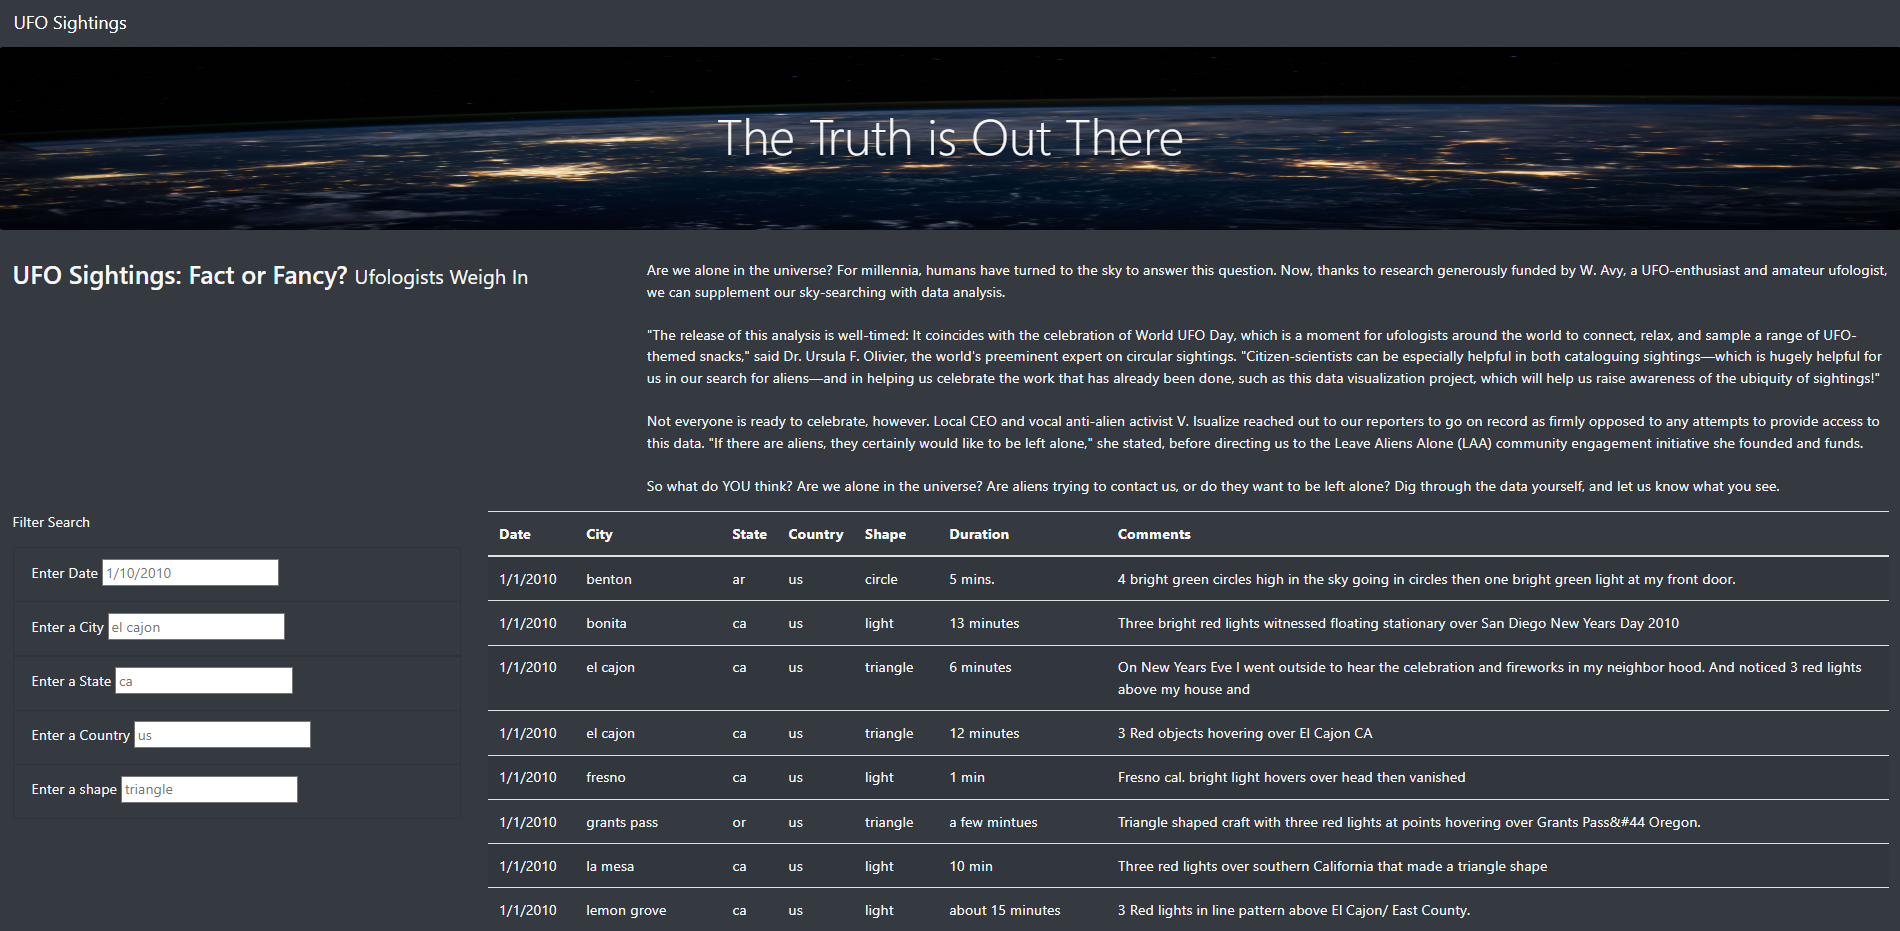 UFO Sightings
The Truth is Out There
UFO Sightings: Fact or Fancy? Ufologists Weigh In
Are we alone in the universe? For millennia, humans have turned to the sky to answer this question. Now, thanks to research generously funded by W. Avy, a UFO-enthusiast and amateur ufologist,
we can supplement our sky-searching with data analysis.
"The release of this analysis is well-timed: It coincides with the celebration of World UFO Day, which is a moment for ufologists around the world to connect, relax, and sample a range of UFO-
themed snacks," said Dr. Ursula F. Olivier, the world's preeminent expert on circular sightings. "Citizen-scientists can be especially helpful in both cataloguing sightings—which is hugely helpful for
us in our search for aliens—and in helping us celebrate the work that has already been done, such as this data visualization project, which will help us raise awareness of the ubiquity of sightings!"
Not everyone is ready to celebrate, however. Local CEO and vocal anti-alien activist V. Isualize reached out to our reporters to go on record as firmly opposed to any attempts to provide access to
this data. "If there are aliens, they certainly would like to be left alone," she stated, before directing us to the Leave Aliens Alone (LAA) community engagement initiative she founded and funds.
So what do YOU think? Are we alone in the universe? Are aliens trying to contact us, or do they want to be left alone? Dig through the data yourself, and let us know what you see.
Filter Search
Enter Date 1/10/2010
Enter a City el cajon
Enter a State ca
Enter a Country us
Enter a shape triangle
Date City State Country Shape Duration Comments
1/1/2010 benton ar us circle 5 mins. 4 bright green circles high in the sky going in circles then one bright green light at my front door.
1/1/2010 bonita ca us light 13 minutes Three bright red lights witnessed floating stationary over San Diego New Years Day 2010
1/1/2010 el cajon ca us triangle 6 minutes On New Years Eve I went outside to hear the celebration and fireworks in my neighbor hood. And noticed 3 red lights
above my house and
1/1/2010 el cajon ca us triangle 12 minutes 3 Red objects hovering over El Cajon CA
1/1/2010 fresno ca us light 1 min Fresno cal. bright light hovers over head then vanished
1/1/2010 grants pass or us triangle a few mintues Triangle shaped craft with three red lights at points hovering over Grants Pass&#44 Oregon.
1/1/2010 la mesa ca us light 10 min Three red lights over southern California that made a triangle shape
1/1/2010 lemon grove ca us light about 15 minutes 3 Red lights in line pattern above El Cajon/ East County.